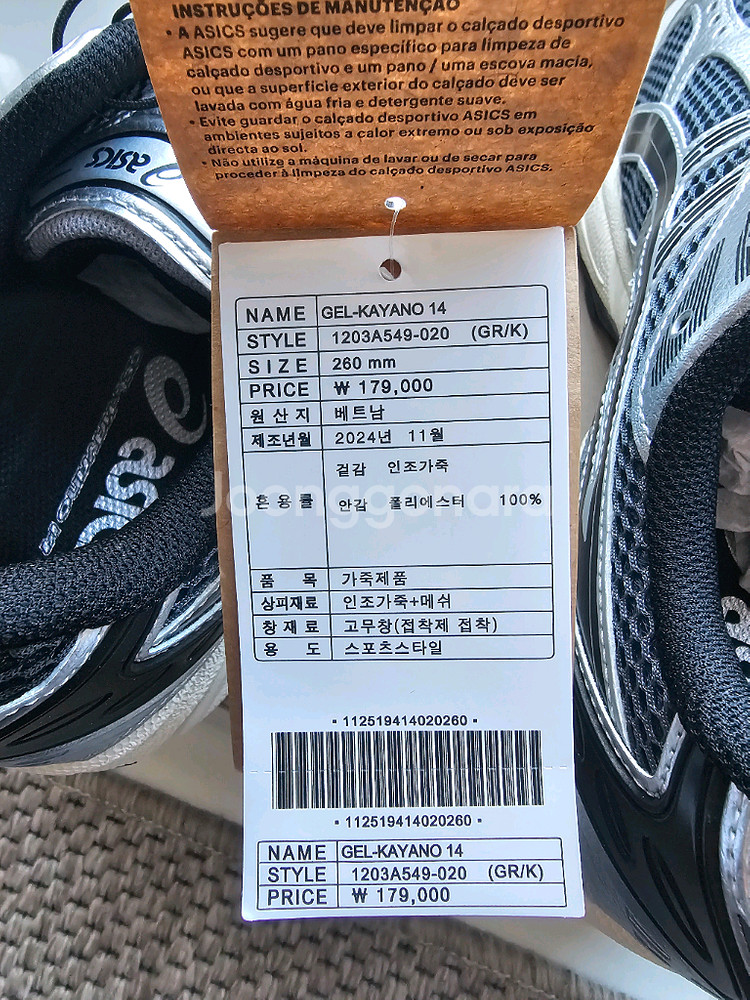 INSTRUÇÕES DE MANUTENÇÃO
• A ASICS sugere que deve limpar o calçado desportivo
ASICS com um pano específico para limpeza de
calçado desportivo e um pano / uma escova macia,
ou que a superfície exterior do calçado deve ser
lavada com água fria e detergente suave.
• Evite guardar o calçado desportivo ASICS em
ambientes sujeitos a calor extremo ou sob exposição
directa ao sol.
• Não utilize a máquina de lavar ou de secar para
proceder à limpeza do calçado desportivo ASICS.
asics
NAME GEL-KAYANO 14
STYLE 1203A549-020 (GR/K)
SIZE 260 mm
PRICE ₩ 179,000
원 산 지 베트남
제조년월 2024년 11월
겉감 인조가죽
혼 용 률 안감 폴리에스터 100%
Joonggonara
품 목 가죽제품
상피재료 인조가죽+메쉬
창 재 료 고무창(접착제 접착)
용 도 스포츠스타일
asics
• 112519414020260 •
• 112519414020260 •
NAME GEL-KAYANO 14
STYLE 1203A549-020 (GR/K)
PRICE ₩ 179,000